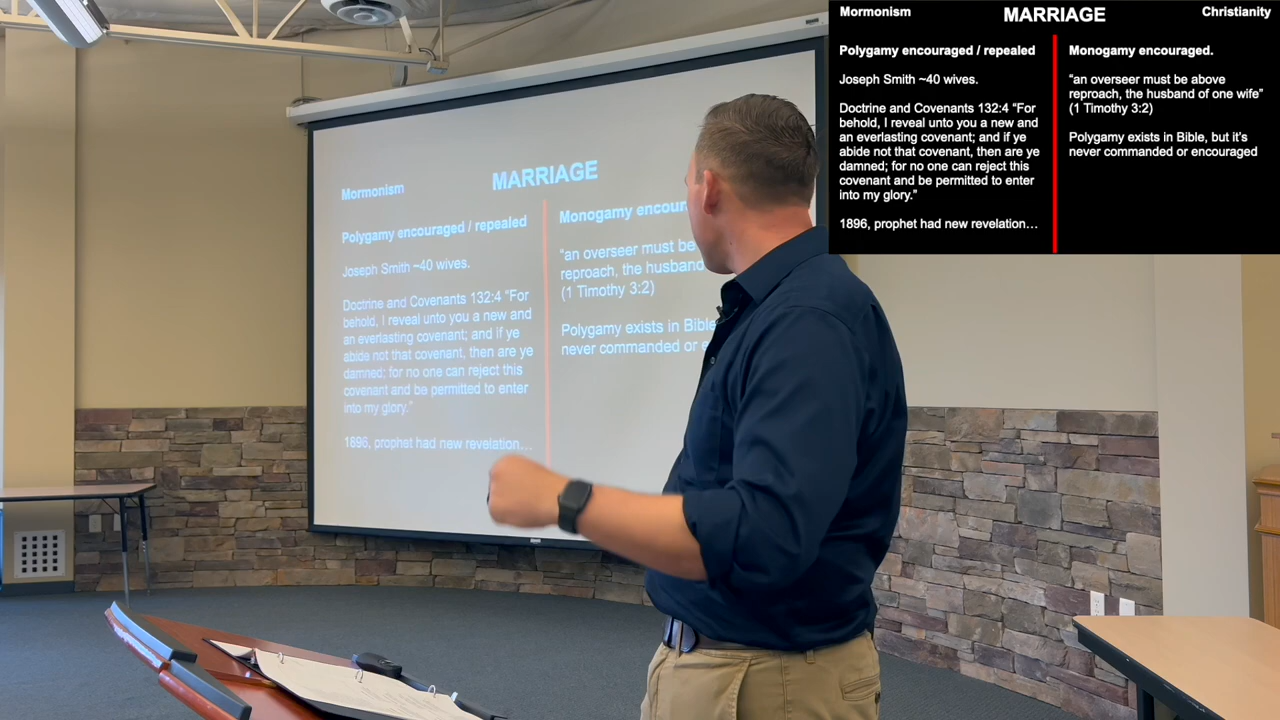 Mormonism
MARRIAGE
Christianity
Polygamy encouraged / repealed
Joseph Smith ~40 wives.
Doctrine and Covenants 132:4 “For
behold, I reveal unto you a new and
an everlasting covenant; and if ye
abide not that covenant, then are ye
damned; for no one can reject this
covenant and be permitted to enter
into my glory.”
1896, prophet had new revelation…
Monogamy encouraged.
“an overseer must be above
reproach, the husband of one wife”
(1 Timothy 3:2)
Polygamy exists in Bible, but it’s
never commanded or encouraged
Mormonism
MARRIAGE
Polygamy encouraged / repealed
Joseph Smith ~40 wives.
Doctrine and Covenants 132:4 “For
behold, I reveal unto you a new and
an everlasting covenant; and if ye
abide not that covenant, then are ye
damned; for no one can reject this
covenant and be permitted to enter
into my glory.”
1896, prophet had new revelation…
Monogamy encour
“an overseer must be
reproach, the husband
(1 Timothy 3:2)
Polygamy exists in Bible
never commanded or